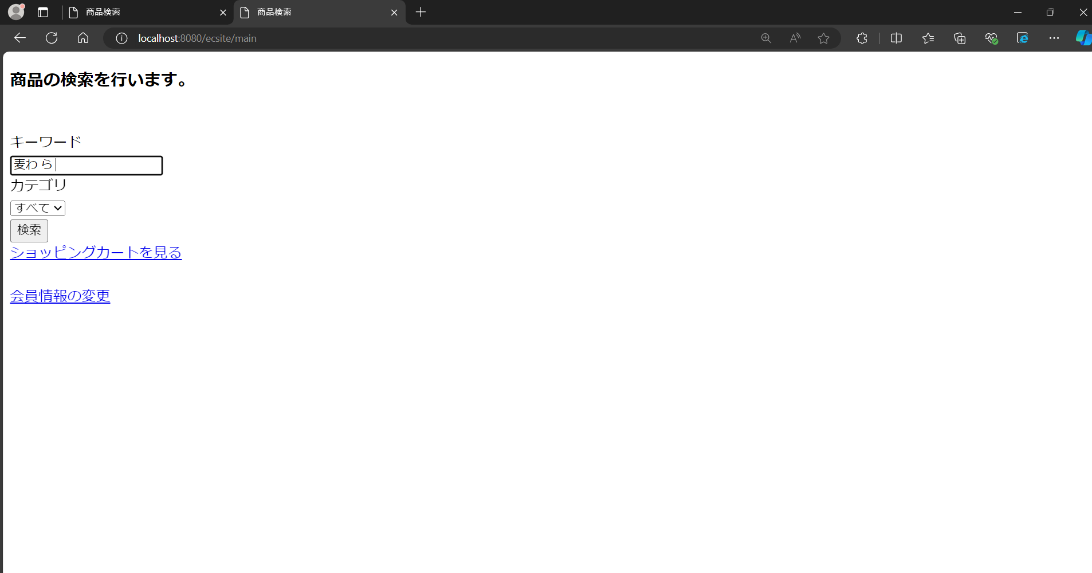 商品検索
商品検索
localhost:8080/ecsite/main
商品の検索を行います。
キーワード
麦わら
カテゴリ
すべて
検索
ショッピングカートを見る
会員情報の変更